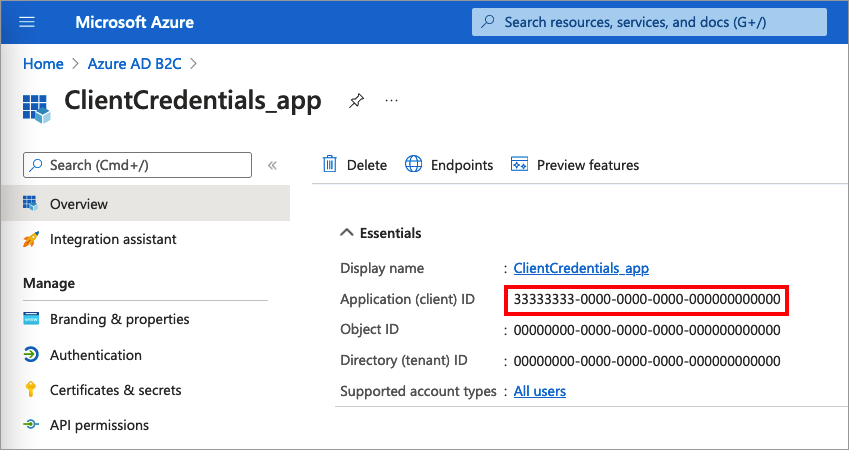 Microsoft Azure
Search resources, services, and docs (G+/)
Home > Azure AD B2C >
ClientCredentials_app ...
Search (Cmd+/) «
Delete Endpoints Preview features
Overview
Integration assistant
Manage
Branding & properties
Authentication
Certificates & secrets
API permissions
Essentials
Display name : ClientCredentials_app
Application (client) ID : 33333333-0000-0000-0000-000000000000
Object ID : 00000000-0000-0000-0000-000000000000
Directory (tenant) ID : 00000000-0000-0000-0000-000000000000
Supported account types : All users